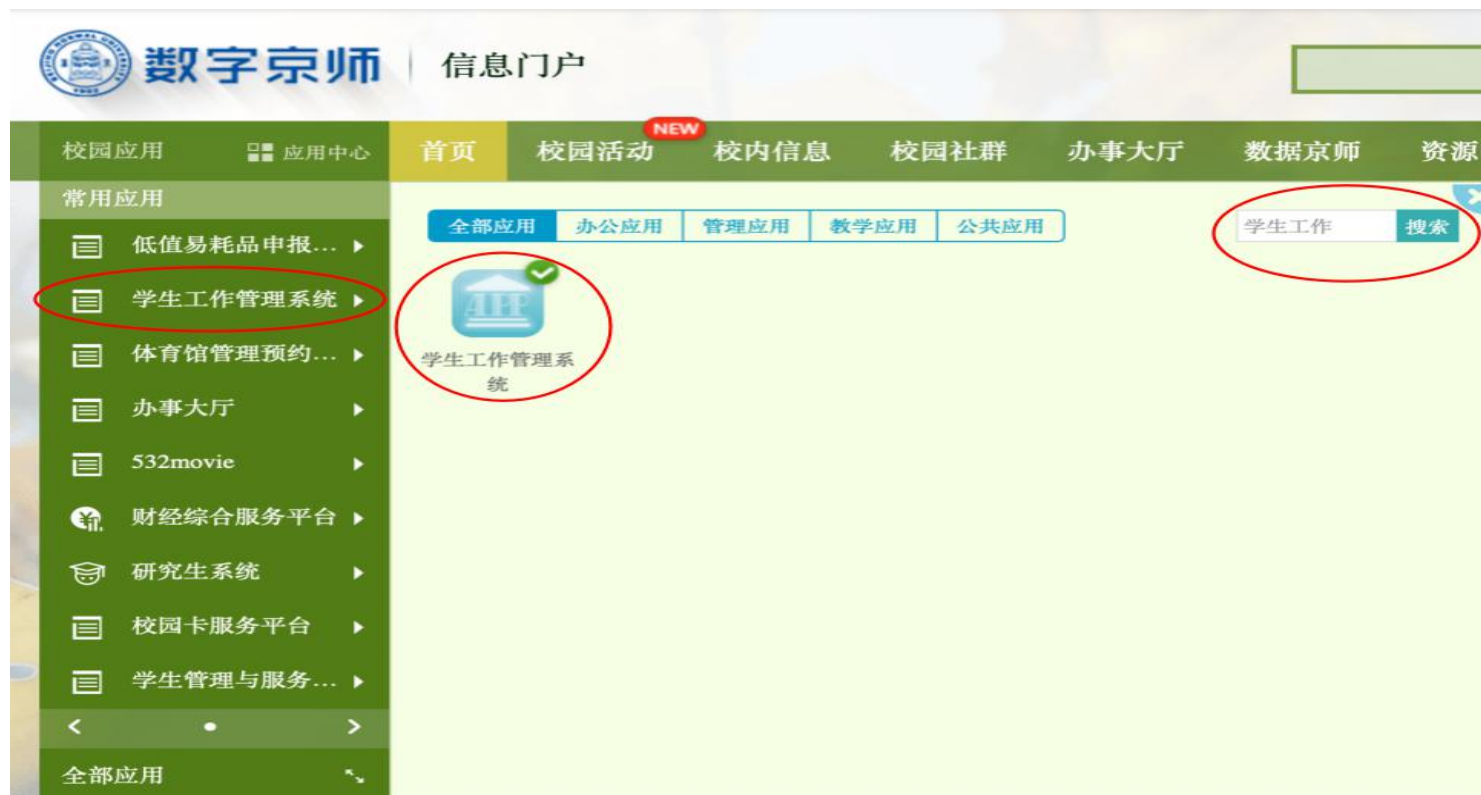 数字京师 信息门户
校园应用 应用中心 首页 校园活动 NEW 校内信息 校园社群 办事大厅 数据京师 资源
常用应用
全部应用 办公应用 管理应用 教学应用 公共应用 学生工作 搜索
低值易耗品申报…
学生工作管理系统
体育馆管理预约…
办事大厅
532movie
财经综合服务平台
研究生系统
校园卡服务平台
学生管理与服务…
全部应用
APP
学生工作管理系
统